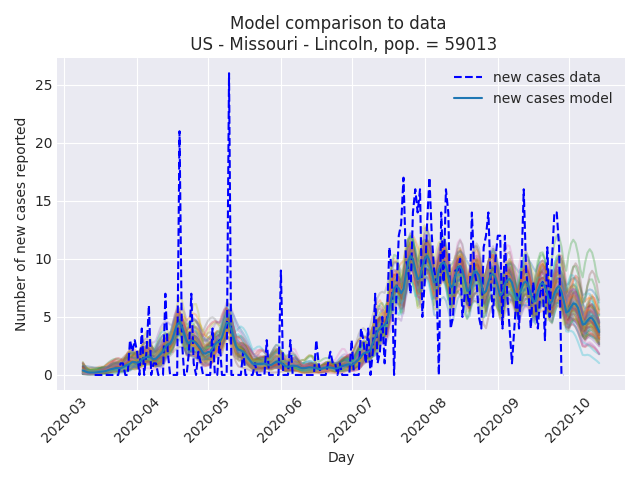 Model comparison to data
US - Missouri - Lincoln, pop. = 59013
new cases data
new cases model
Number of new cases reported
25
20
15
10
5
0
2020-03
2020-04
2020-05
2020-06
2020-07
2020-08
2020-09
2020-10
Day